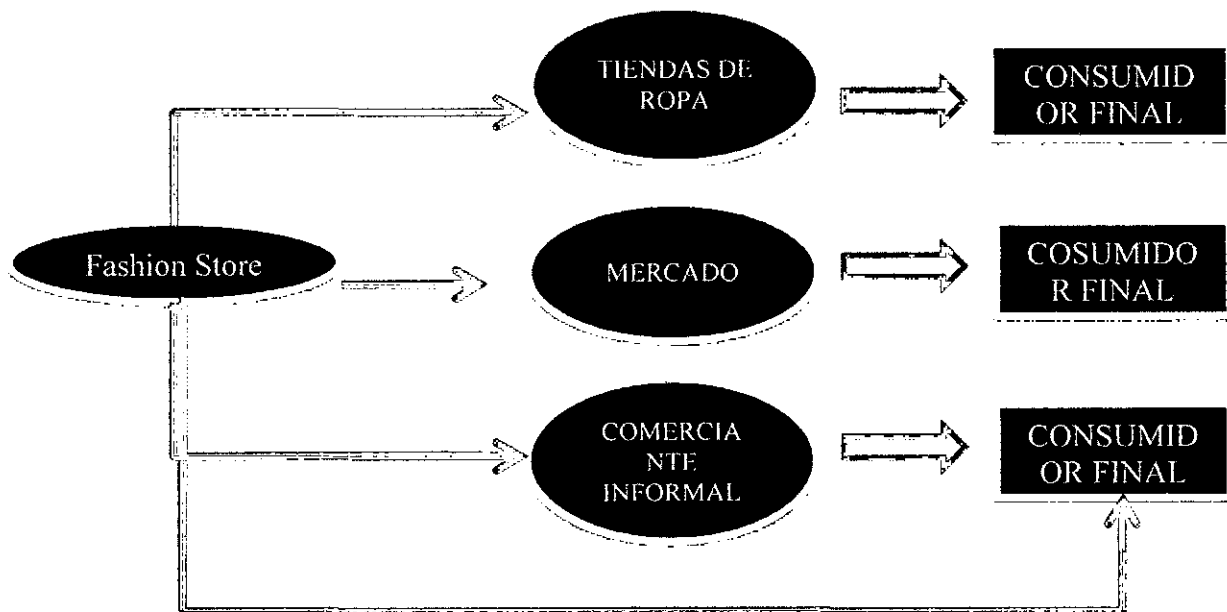 TIENDAS DE
ROPA
CONSUMID
OR FINAL
Fashion Store
MERCADO
COSUMIDO
R FINAL
COMERCIA
NTE
INFORMAL
CONSUMID
OR FINAL